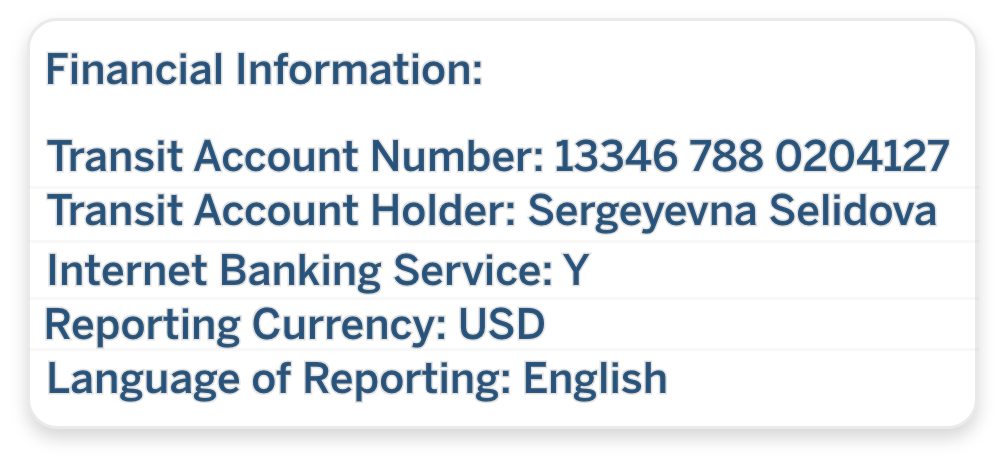 Financial Information:
Transit Account Number: 13346 788 0204127
Transit Account Holder: Sergeyevna Selidova
Internet Banking Service: Y
Reporting Currency: USD
Language of Reporting: English